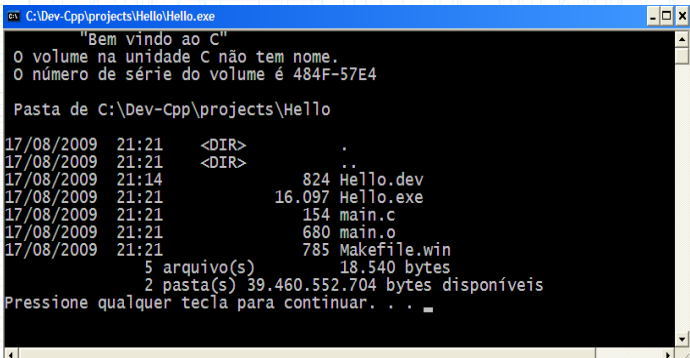 C:\Dev-Cpp\projects\Hello\Hello.exe
"Bem vindo ao C"
O volume na unidade C não tem nome.
O número de série do volume é 484F-57E4
Pasta de C:\Dev-Cpp\projects\Hello
17/08/2009 21:21 <DIR> .
17/08/2009 21:21 <DIR> ..
17/08/2009 21:14 824 Hello.dev
17/08/2009 21:21 16.097 Hello.exe
17/08/2009 21:21 154 main.c
17/08/2009 21:21 680 main.o
17/08/2009 21:21 785 Makefile.win
5 arquivo(s) 18.540 bytes
2 pasta(s) 39.460.552.704 bytes disponíveis
Pressione qualquer tecla para continuar. . . _